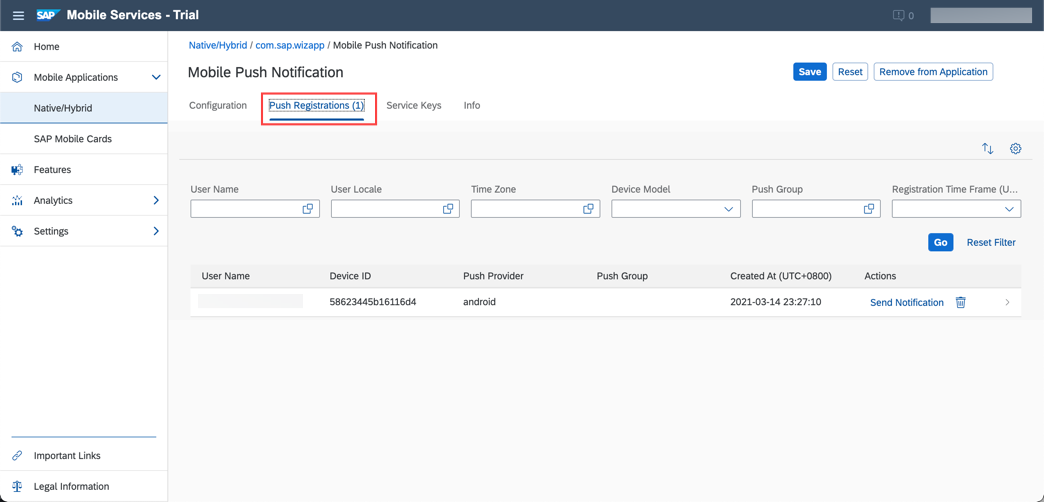 SAP Mobile Services - Trial
0
Home
Mobile Applications
Native/Hybrid
SAP Mobile Cards
Features
Analytics
Settings
Important Links
Legal Information
Native/Hybrid / com.sap.wizapp / Mobile Push Notification
Mobile Push Notification
Save Reset Remove from Application
Configuration Push Registrations (1) Service Keys Info
User Name User Locale Time Zone Device Model Push Group Registration Time Frame (U...
Go Reset Filter
User Name Device ID Push Provider Push Group Created At (UTC+0800) Actions
58623445b16116d4 android 2021-03-14 23:27:10 Send Notification